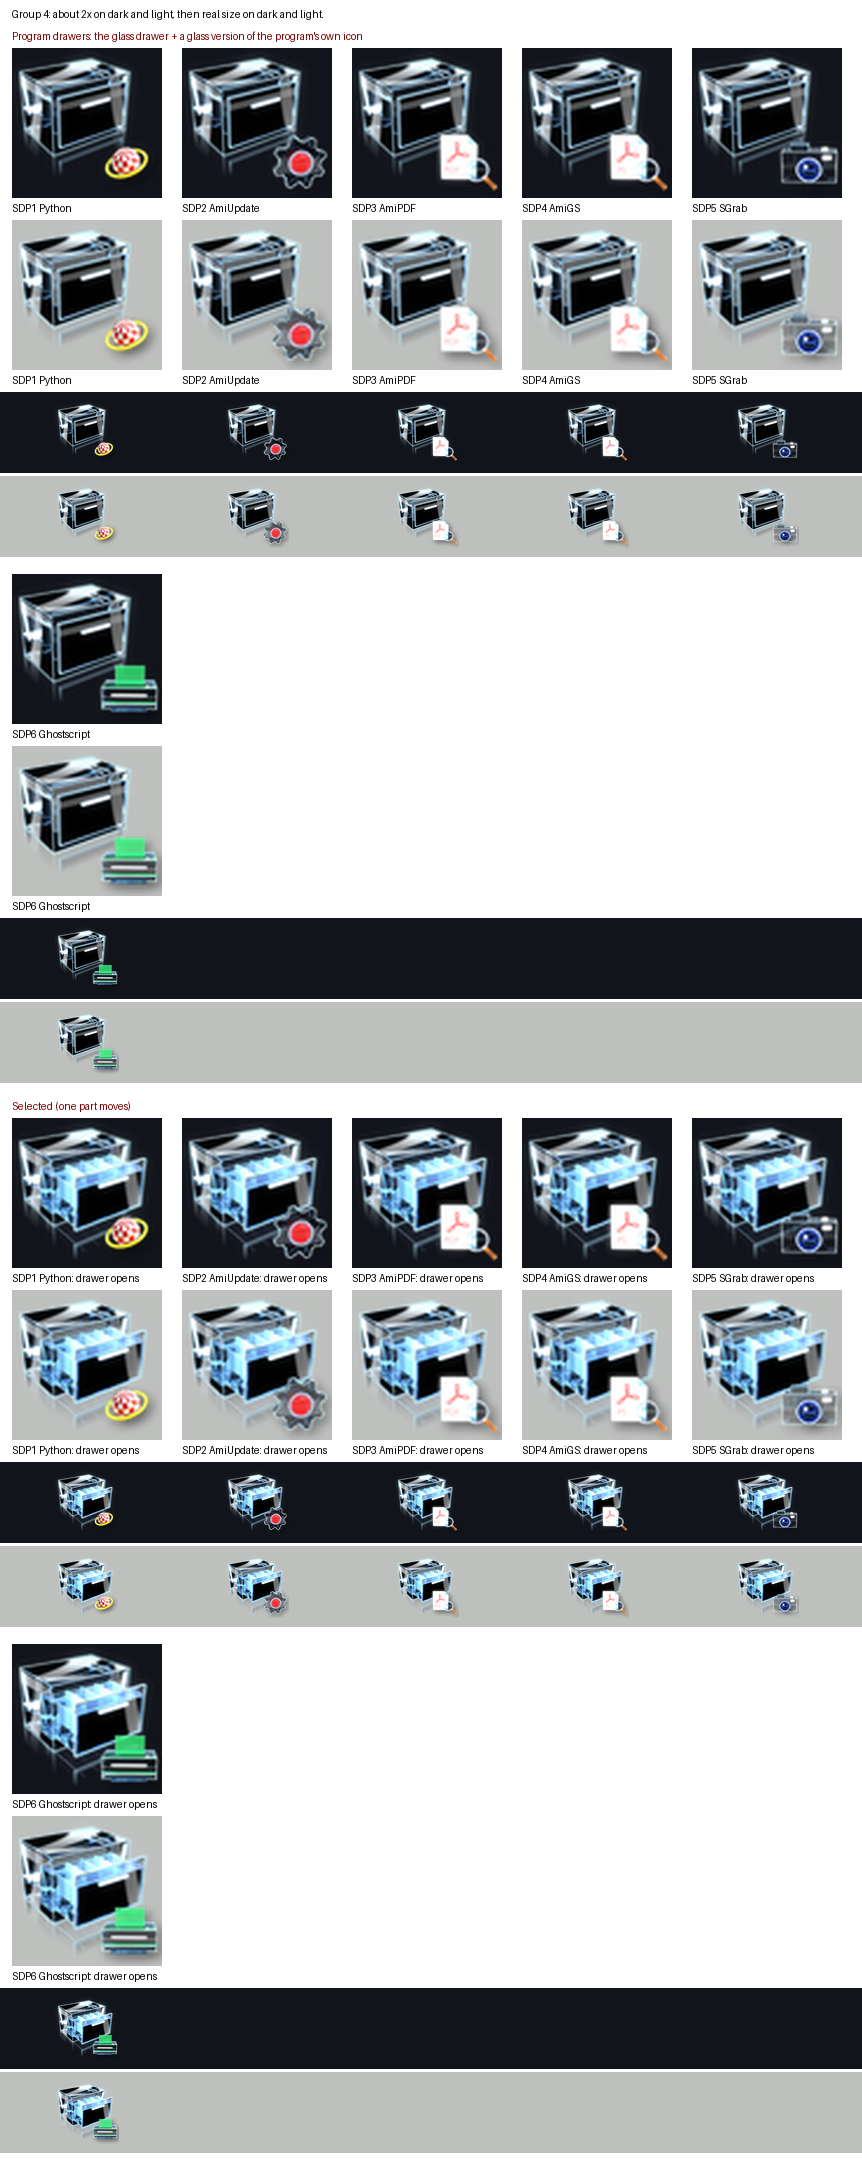 Group 4: about 2x on dark and light, then real size on dark and light.
Program drawers: the glass drawer + a glass version of the program's own icon
SDP1 Python SDP2 AmiUpdate SDP3 AmiPDF SDP4 AmiGS SDP5 SGrab
SDP1 Python SDP2 AmiUpdate SDP3 AmiPDF SDP4 AmiGS SDP5 SGrab
SDP6 Ghostscript
SDP6 Ghostscript
Selected (one part moves)
SDP1 Python: drawer opens SDP2 AmiUpdate: drawer opens SDP3 AmiPDF: drawer opens SDP4 AmiGS: drawer opens SDP5 SGrab: drawer opens
SDP1 Python: drawer opens SDP2 AmiUpdate: drawer opens SDP3 AmiPDF: drawer opens SDP4 AmiGS: drawer opens SDP5 SGrab: drawer opens
SDP6 Ghostscript: drawer opens
SDP6 Ghostscript: drawer opens